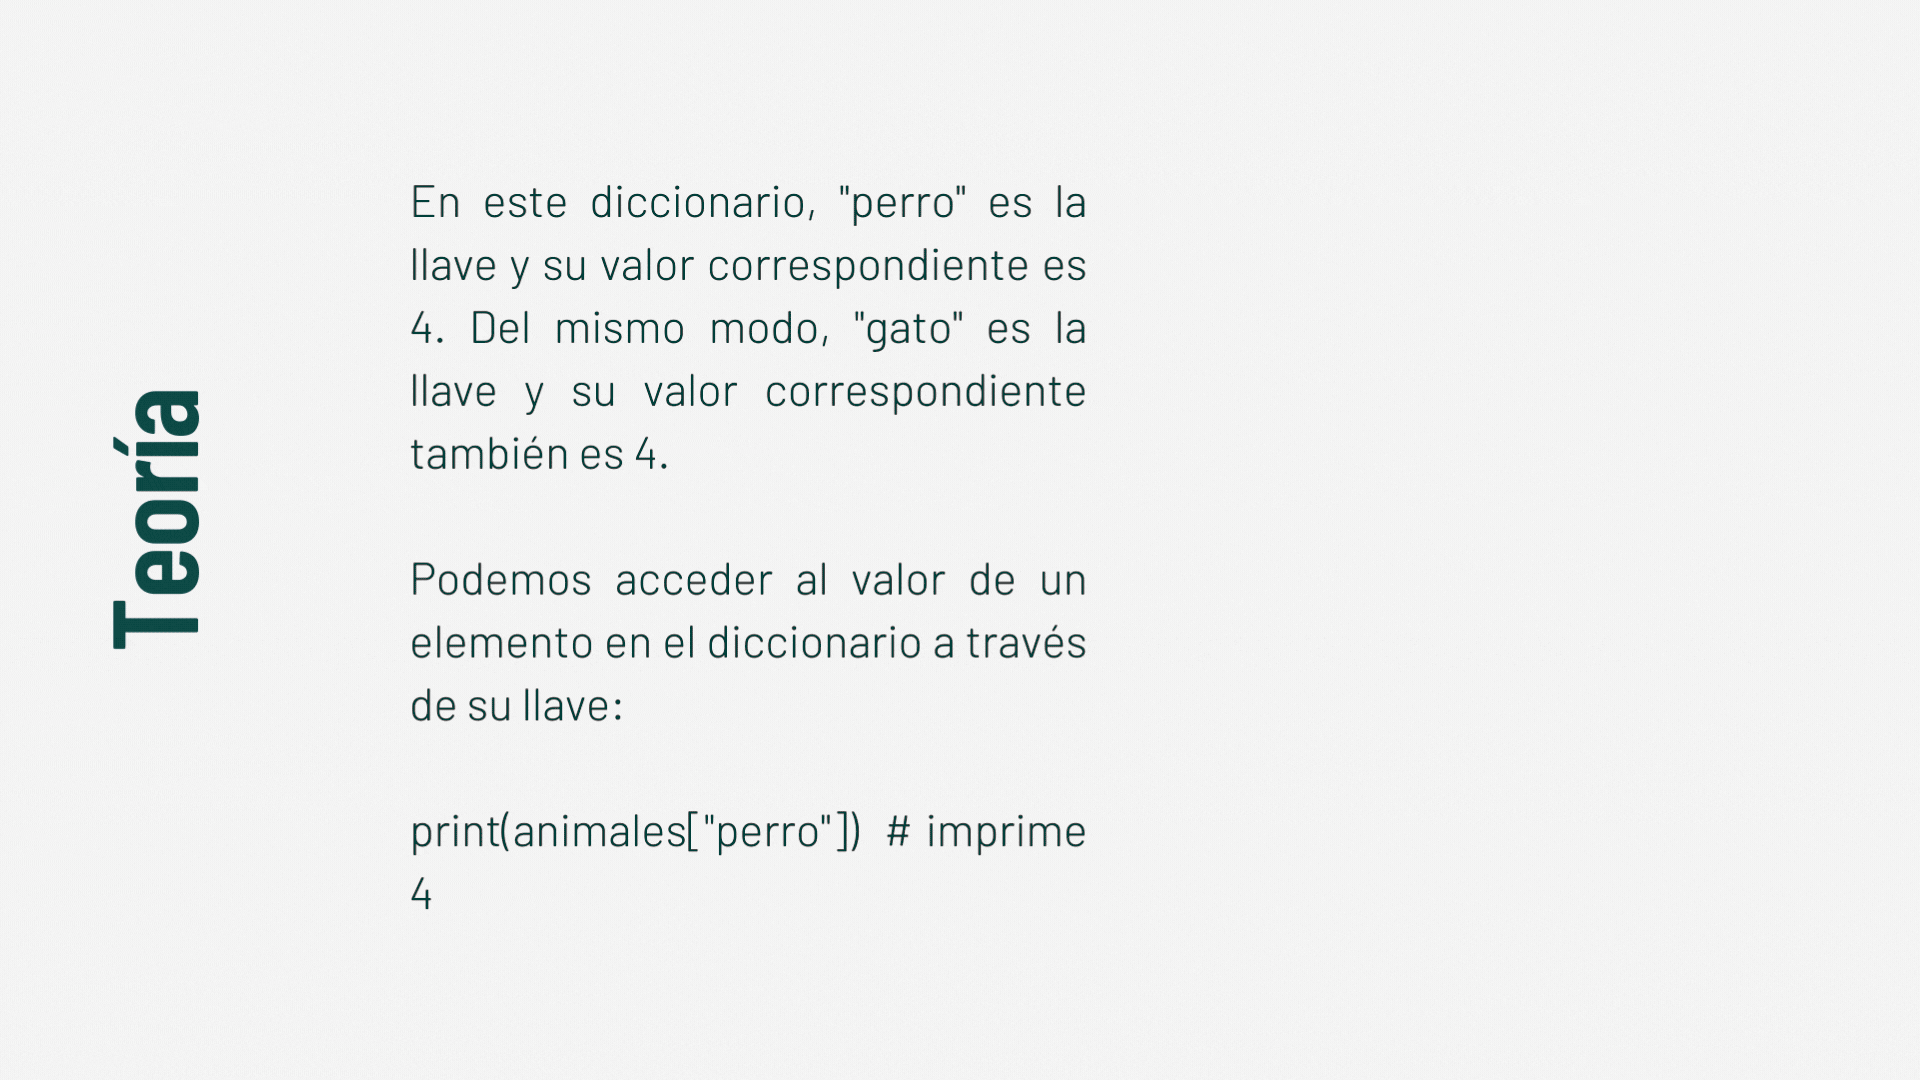 Teoría
En este diccionario, "perro" es la
llave y su valor correspondiente es
4. Del mismo modo, "gato" es la
llave y su valor correspondiente
también es 4.
Podemos acceder al valor de un
elemento en el diccionario a través
de su llave:
print(animales["perro"]) # imprime
4